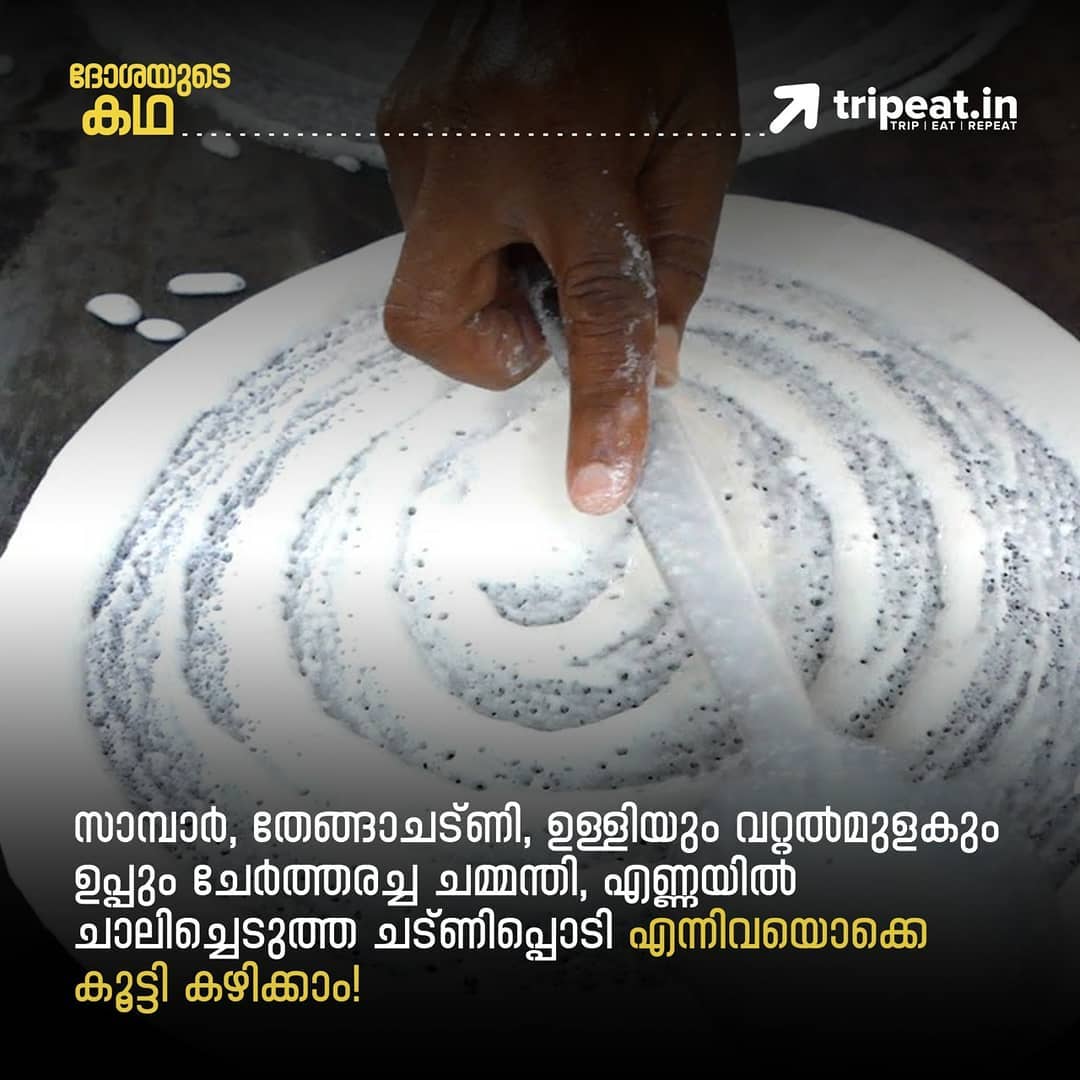 ദോശയുടെ
കഥ
tripeat.in
TRIP | EAT | REPEAT
സാമ്പാർ, തേങ്ങാചട്ണി, ഉള്ളിയും വറ്റൽമുളകും
ഉപ്പും ചേർത്തരച്ച ചമ്മന്തി, എണ്ണയിൽ
ചാലിച്ചെടുത്ത ചട്ണിപ്പൊടി എന്നിവയൊക്കെ
കൂട്ടി കഴിക്കാം!